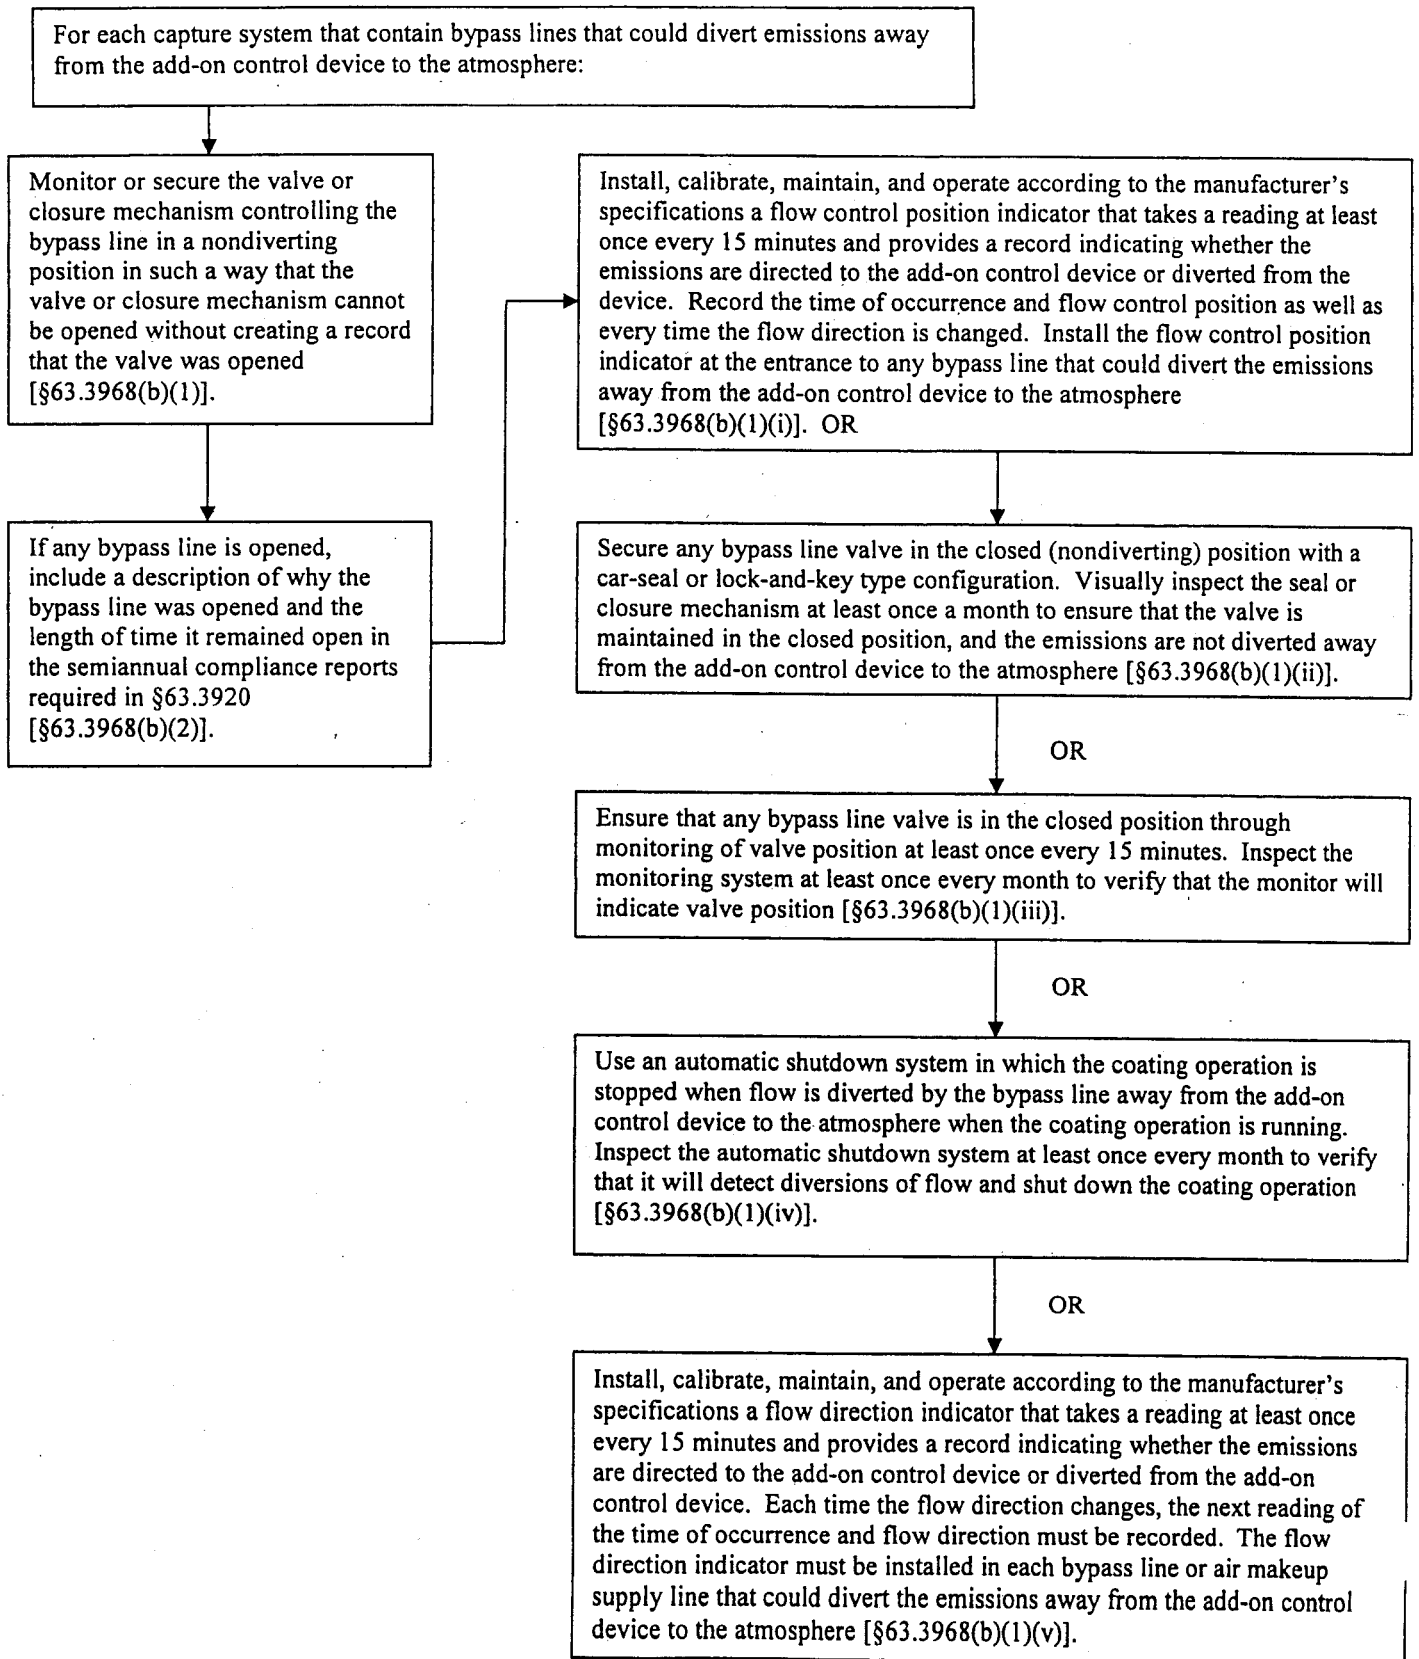 For each capture system that contain bypass lines that could divert emissions away
from the add-on control device to the atmosphere:
Monitor or secure the valve or
closure mechanism controlling the
bypass line in a nondiverting
position in such a way that the
valve or closure mechanism cannot
be opened without creating a record
that the valve was opened
[§63.3968(b)(1)].
If any bypass line is opened,
include a description of why the
bypass line was opened and the
length of time it remained open in
the semiannual compliance reports
required in §63.3920
[§63.3968(b)(2)].
Install, calibrate, maintain, and operate according to the manufacturer's
specifications a flow control position indicator that takes a reading at least
once every 15 minutes and provides a record indicating whether the
emissions are directed to the add-on control device or diverted from the
device. Record the time of occurrence and flow control position as well as
every time the flow direction is changed. Install the flow control position
indicator at the entrance to any bypass line that could divert the emissions
away from the add-on control device to the atmosphere
[§63.3968(b)(1)(i)]. OR
Secure any bypass line valve in the closed (nondiverting) position with a
car-seal or lock-and-key type configuration. Visually inspect the seal or
closure mechanism at least once a month to ensure that the valve is
maintained in the closed position, and the emissions are not diverted away
from the add-on control device to the atmosphere [§63.3968(b)(1)(ii)].
OR
Ensure that any bypass line valve is in the closed position through
monitoring of valve position at least once every 15 minutes. Inspect the
monitoring system at least once every month to verify that the monitor will
indicate valve position [§63.3968(b)(1)(iii)].
OR
Use an automatic shutdown system in which the coating operation is
stopped when flow is diverted by the bypass line away from the add-on
control device to the atmosphere when the coating operation is running.
Inspect the automatic shutdown system at least once every month to verify
that it will detect diversions of flow and shut down the coating operation
[§63.3968(b)(1)(iv)].
OR
Install, calibrate, maintain, and operate according to the manufacturer's
specifications a flow direction indicator that takes a reading at least once
every 15 minutes and provides a record indicating whether the emissions
are directed to the add-on control device or diverted from the add-on
control device. Each time the flow direction changes, the next reading of
the time of occurrence and flow direction must be recorded. The flow
direction indicator must be installed in each bypass line or air makeup
supply line that could divert the emissions away from the add-on control
device to the atmosphere [§63.3968(b)(1)(v)].